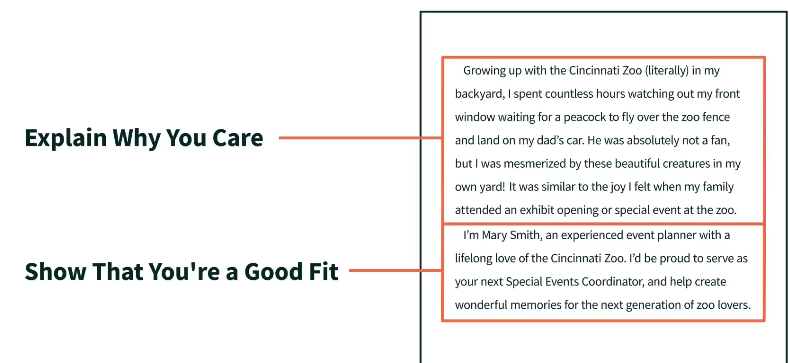 Explain Why You Care
Growing up with the Cincinnati Zoo (literally) in my
backyard, I spent countless hours watching out my front
window waiting for a peacock to fly over the zoo fence
and land on my dad’s car. He was absolutely not a fan,
but I was mesmerized by these beautiful creatures in my
own yard! It was similar to the joy I felt when my family
attended an exhibit opening or special event at the zoo.
Show That You're a Good Fit
I’m Mary Smith, an experienced event planner with a
lifelong love of the Cincinnati Zoo. I’d be proud to serve as
your next Special Events Coordinator, and help create
wonderful memories for the next generation of zoo lovers.